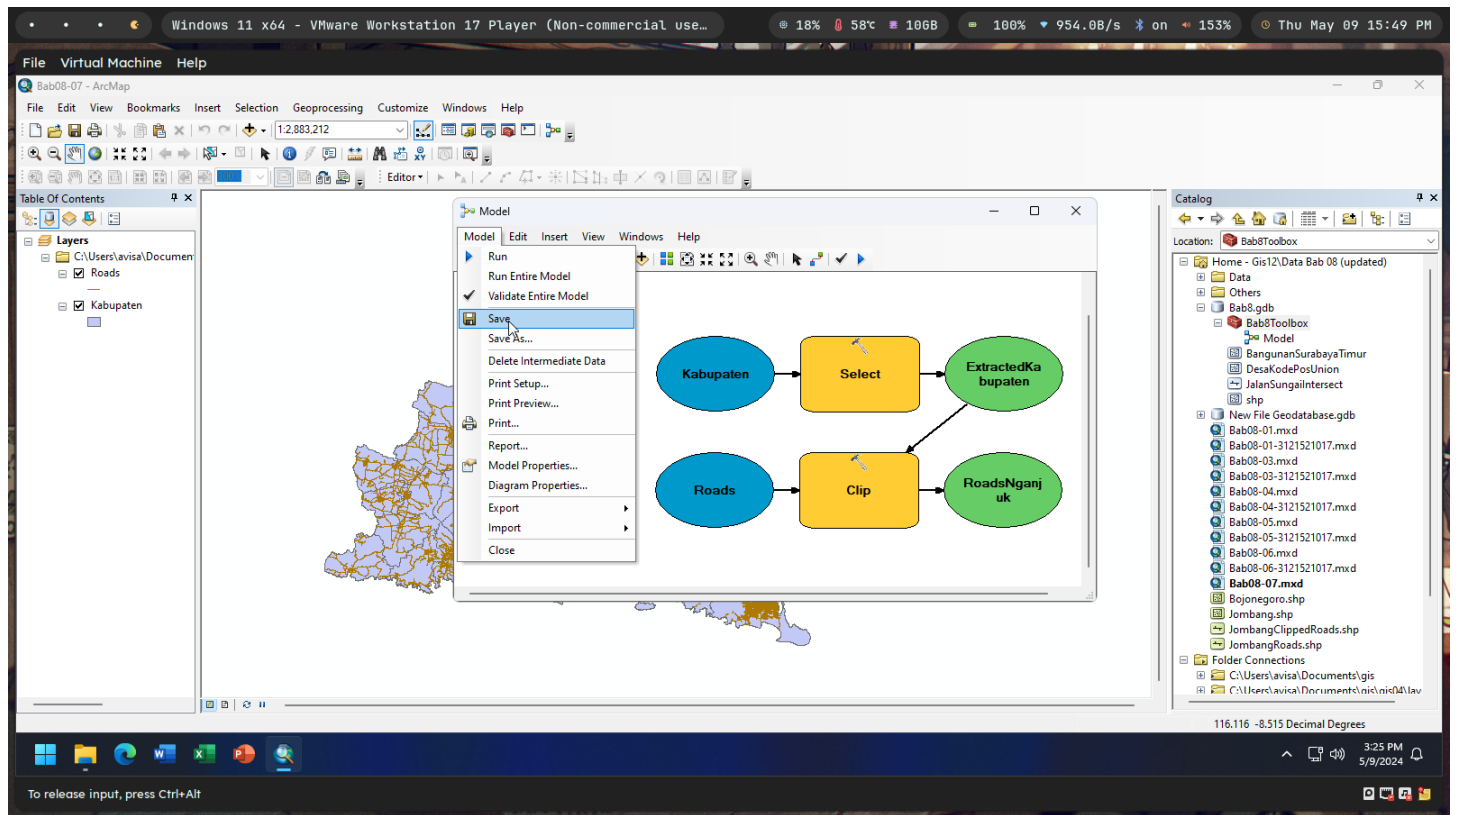 Windows 11 x64 - VMware Workstation 17 Player (Non-commercial use…
18% 58°C 10GB 100% 954.0B/s on 153% Thu May 09 15:49 PM
File Virtual Machine Help
Bab08-07 - ArcMap
File Edit View Bookmarks Insert Selection Geoprocessing Customize Windows Help
1:2,883,212
Editor
Table Of Contents
Layers
C:\Users\avisa\Documen
Roads
Kabupaten
Model
Model Edit Insert View Windows Help
Run
Run Entire Model
Validate Entire Model
Save
Save As...
Delete Intermediate Data
Print Setup...
Print Preview...
Print...
Report...
Model Properties...
Diagram Properties...
Export
Import
Close
Kabupaten
Select
ExtractedKa
bupaten
Roads
Clip
RoadsNganj
uk
Catalog
Location: Bab8Toolbox
Home - Gis12\Data Bab 08 (updated)
Data
Others
Bab8.gdb
Bab8Toolbox
Model
BangunanSurabayaTimur
DesaKodePosUnion
JalanSungaiIntersect
shp
New File Geodatabase.gdb
Bab08-01.mxd
Bab08-01-3121521017.mxd
Bab08-03.mxd
Bab08-03-3121521017.mxd
Bab08-04.mxd
Bab08-04-3121521017.mxd
Bab08-05.mxd
Bab08-05-3121521017.mxd
Bab08-06.mxd
Bab08-06-3121521017.mxd
Bab08-07.mxd
Bojonegoro.shp
Jombang.shp
JombangClippedRoads.shp
JombangRoads.shp
Folder Connections
C:\Users\avisa\Documents\gis
C:\Users\avisa\Documents\gis\gis04\lay
116.116 -8.515 Decimal Degrees
3:25 PM
5/9/2024
To release input, press Ctrl+Alt